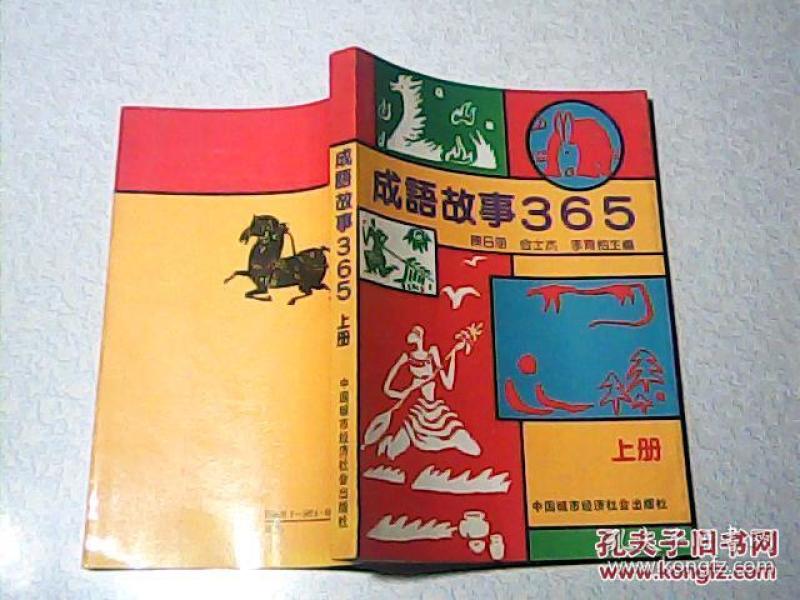 成語故事365
上册
中国城市经济社会出版社
成語故事365 上册
中国城市经济社会出版社
孔夫子旧书网
www.kongfz.com